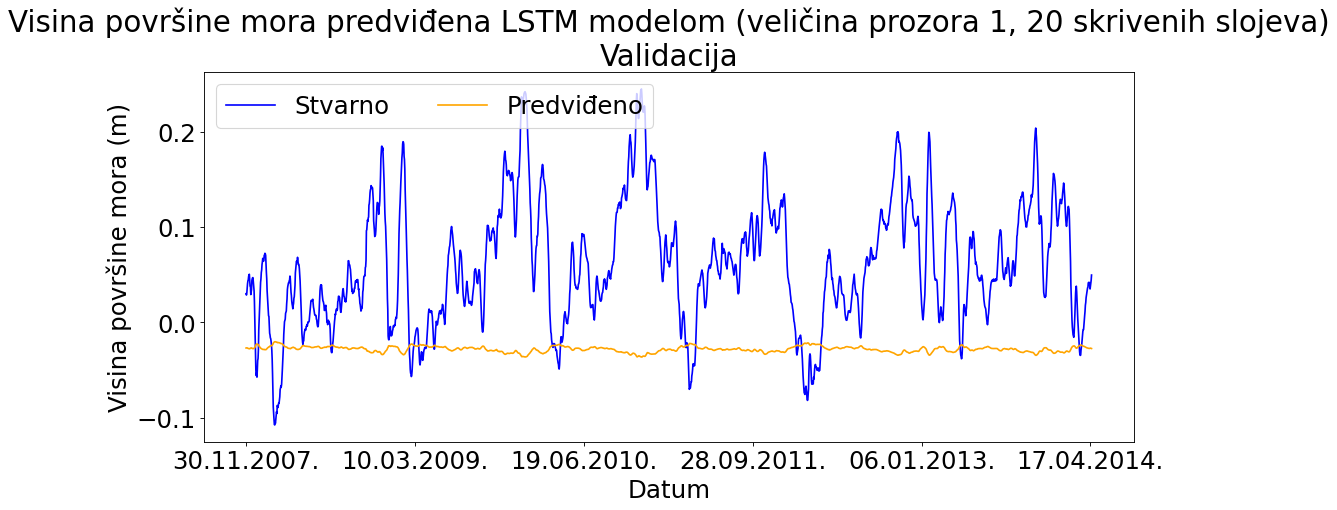 Visina površine mora predviđena LSTM modelom (veličina prozora 1, 20 skrivenih slojeva)
Validacija
Stvarno Predviđeno
Visina površine mora (m)
0.2
0.1
0.0
−0.1
30.11.2007. 10.03.2009. 19.06.2010. 28.09.2011. 06.01.2013. 17.04.2014.
Datum